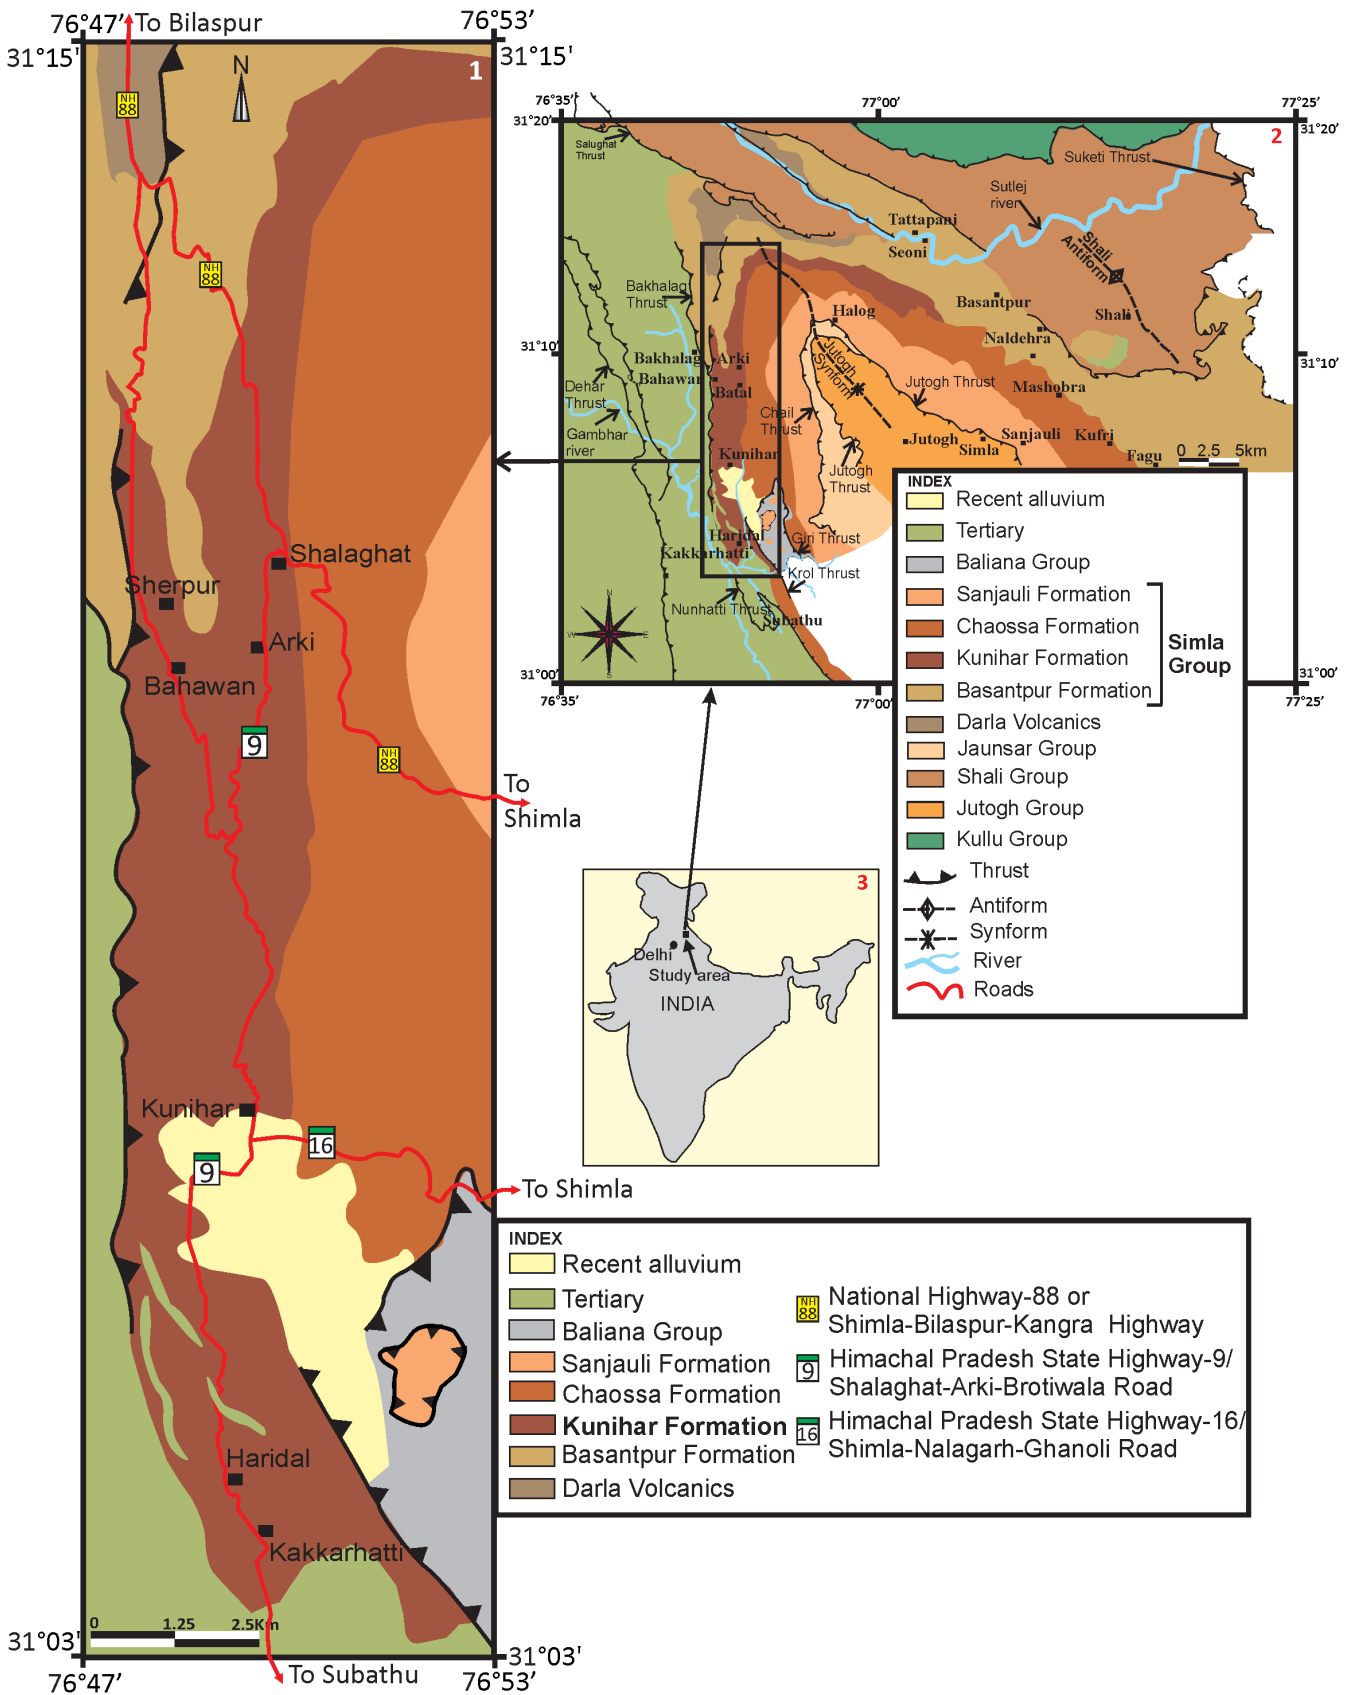 76°47’
To Bilaspur
76°53’
31°15'
31°15'
1
N
NH
88
NH
88
Shalaghat
Sherpur
Arki
Bahawan
9
NH
88
To
Shimla
Kunihar
16
9
To Shimla
Haridal
Kakkarhatti
0 1.25 2.5Km
31°03’
31°03’
76°47’
To Subathu
76°53’
76°35’
77°00’
77°25’
31°20’
31°20’
2
Salughat
Thrust
Suketi Thrust
Sutlej
river
Tattapani
Seoni
Shali
Antiform
Bakhalag
Thrust
Basantpur
Halog
Shali
Naldehra
31°10’
31°10’
Bakhalag
Arki
Bahawan
Jutogh
Synform
Dehar
Thrust
Batal
Jutogh Thrust
Mashobra
Chail
Thrust
Gambhar
river
Jutogh
Simla
Sanjauli
Kufri
Kunihar
Fagu
0 2.5 5km
Jutogh
Thrust
Haridal
Giri Thrust
Kakkarhatti
Krol Thrust
Nunhatti Thrust
Subathu
N
W
E
S
31°00’
31°00’
76°35’
77°00’
77°25’
INDEX
Recent alluvium
Tertiary
Baliana Group
Sanjauli Formation
Chaossa Formation
Kunihar Formation
Basantpur Formation
Simla
Group
Darla Volcanics
Jaunsar Group
Shali Group
Jutogh Group
Kullu Group
Thrust
Antiform
Synform
River
Roads
3
Delhi
Study area
INDIA
INDEX
Recent alluvium
Tertiary
Baliana Group
Sanjauli Formation
Chaossa Formation
Kunihar Formation
Basantpur Formation
Darla Volcanics
NH
88
National Highway-88 or
Shimla-Bilaspur-Kangra Highway
9
Himachal Pradesh State Highway-9/
Shalaghat-Arki-Brotiwala Road
16
Himachal Pradesh State Highway-16/
Shimla-Nalagarh-Ghanoli Road